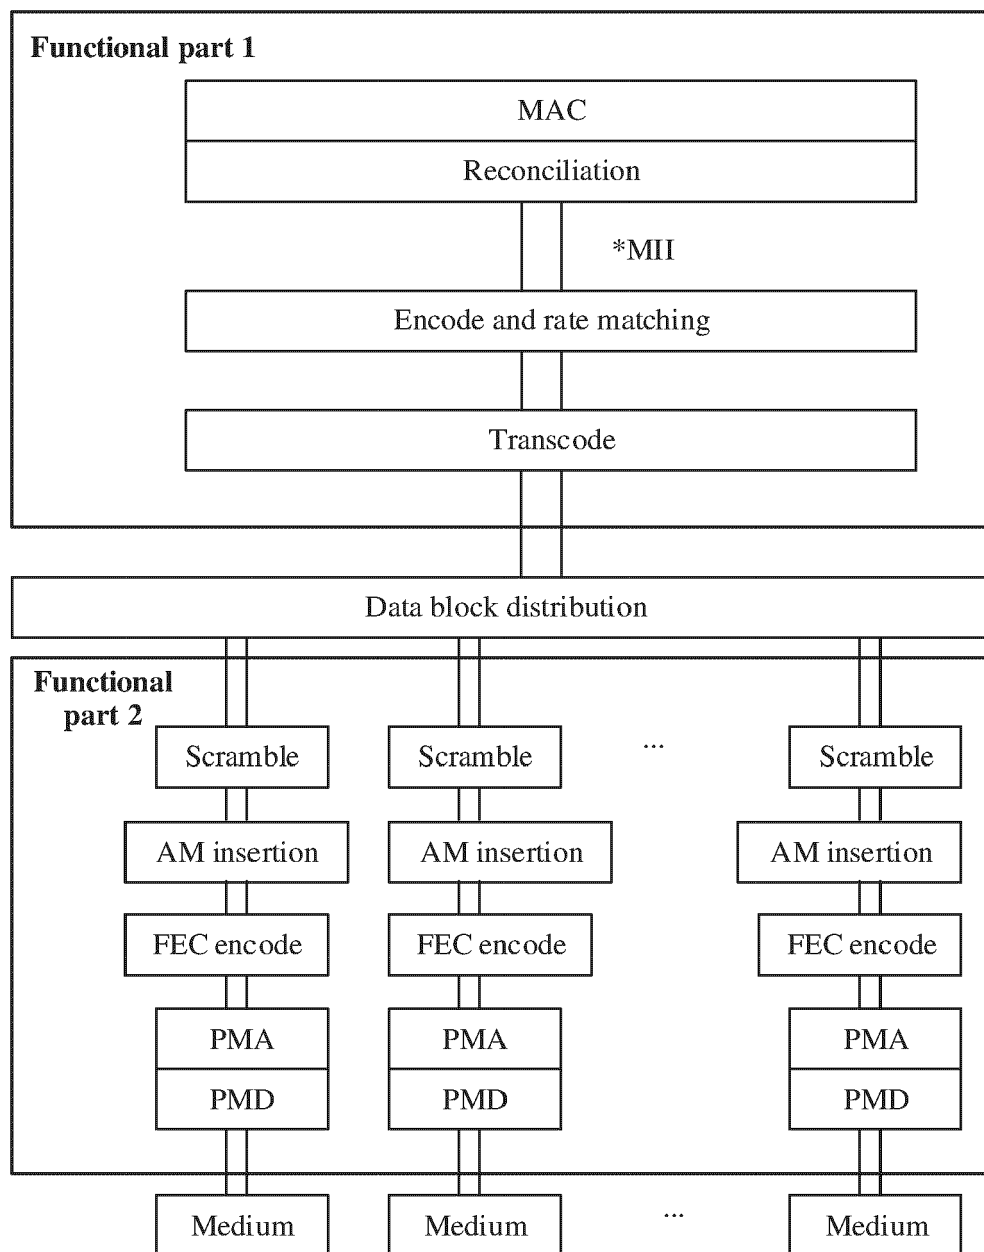 Functional part 1
MAC
Reconciliation
*MII
Encode and rate matching
Transcode
Data block distribution
Functional
part 2
Scramble Scramble ... Scramble
AM insertion AM insertion AM insertion
FEC encode FEC encode FEC encode
PMA PMA PMA
PMD PMD PMD
Medium Medium ... Medium